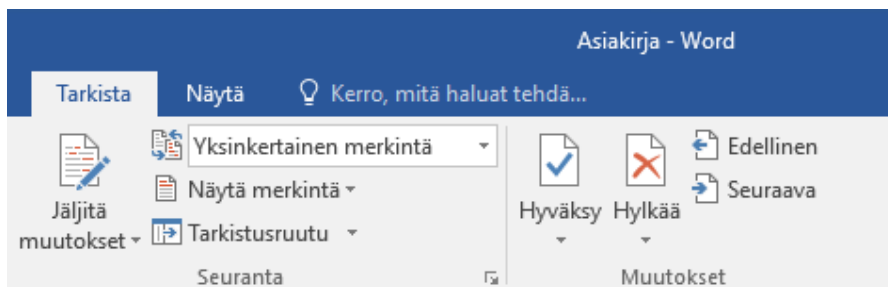 Asiakirja - Word
Tarkista Näytä Kerro, mitä haluat tehdä...
Jäljitä muutokset
Yksinkertainen merkintä
Näytä merkintä
Tarkistusruutu
Seuranta
Hyväksy
Hylkää
Edellinen
Seuraava
Muutokset